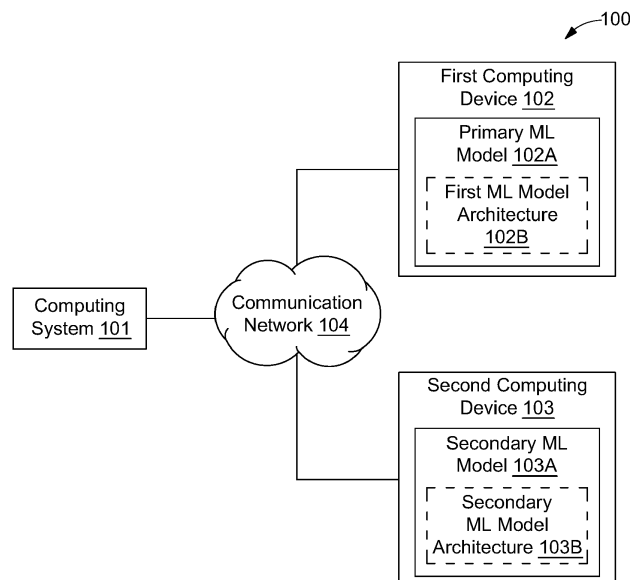 100
First Computing
Device 102
Primary ML
Model 102A
First ML Model
Architecture
102B
Communication
Network 104
Computing
System 101
Second Computing
Device 103
Secondary ML
Model 103A
Secondary
ML Model
Architecture 103B